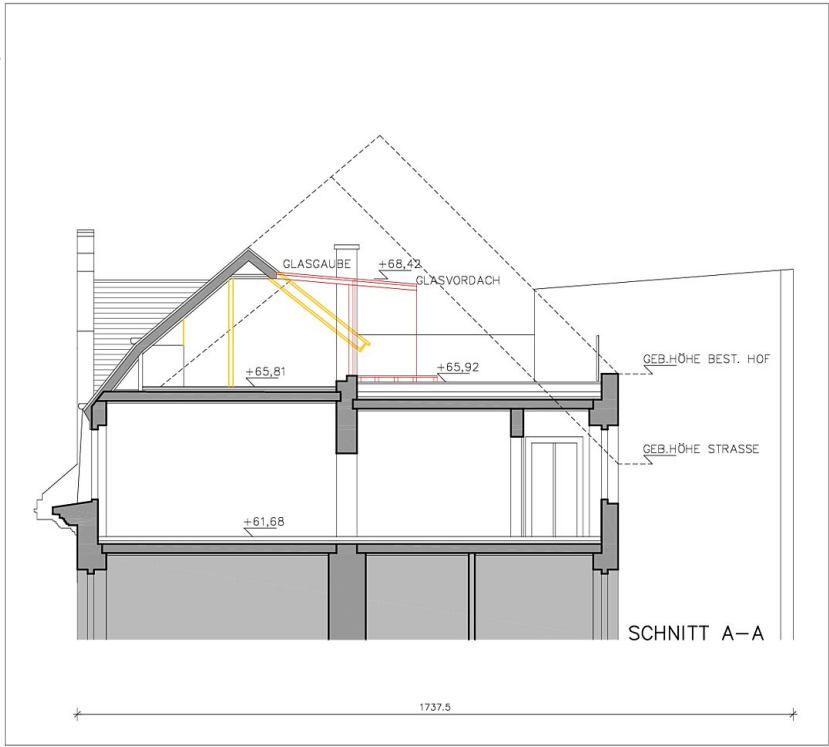 GLASGAUBE
+68,42
GLASVORDACH
+65,81
+65,92
GEB.HÖHE BEST. HOF
GEB.HÖHE STRASSE
+61,68
SCHNITT A-A
1737.5